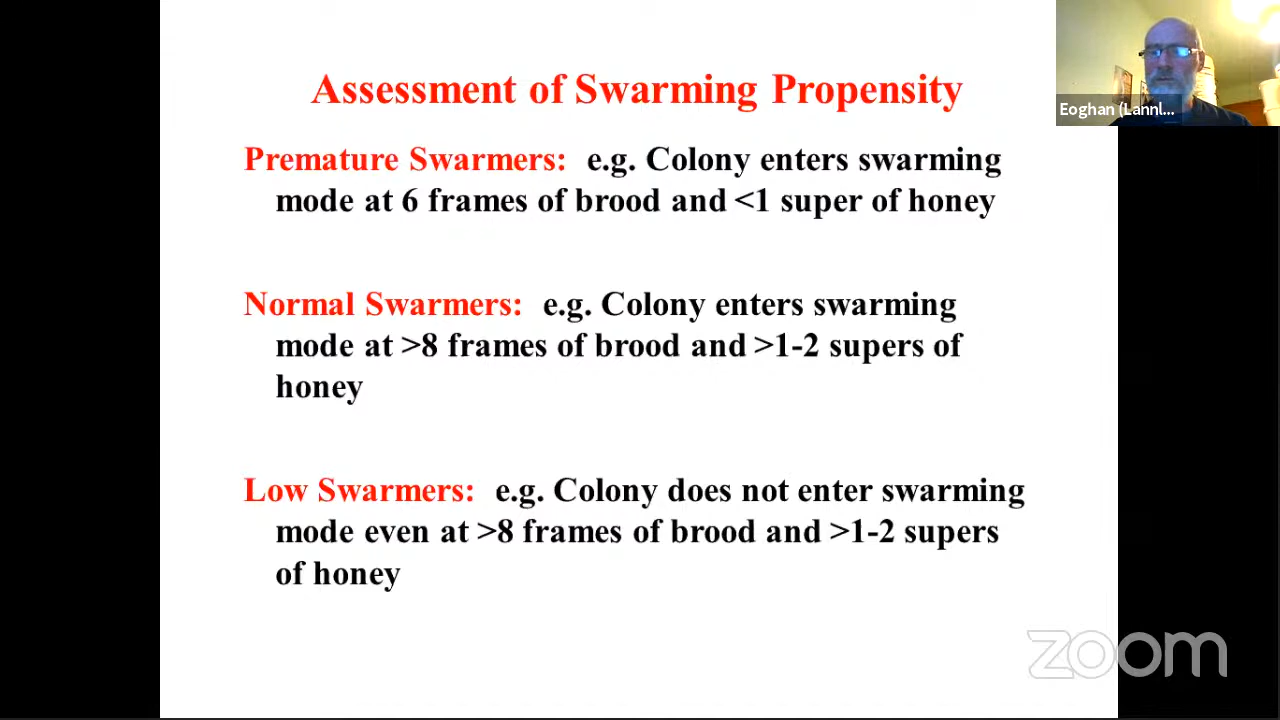 Assessment of Swarming Propensity
Premature Swarmers: e.g. Colony enters swarming
mode at 6 frames of brood and <1 super of honey
Normal Swarmers: e.g. Colony enters swarming
mode at >8 frames of brood and >1-2 supers of
honey
Low Swarmers: e.g. Colony does not enter swarming
mode even at >8 frames of brood and >1-2 supers
of honey
Eoghan (Lannl...
zoom